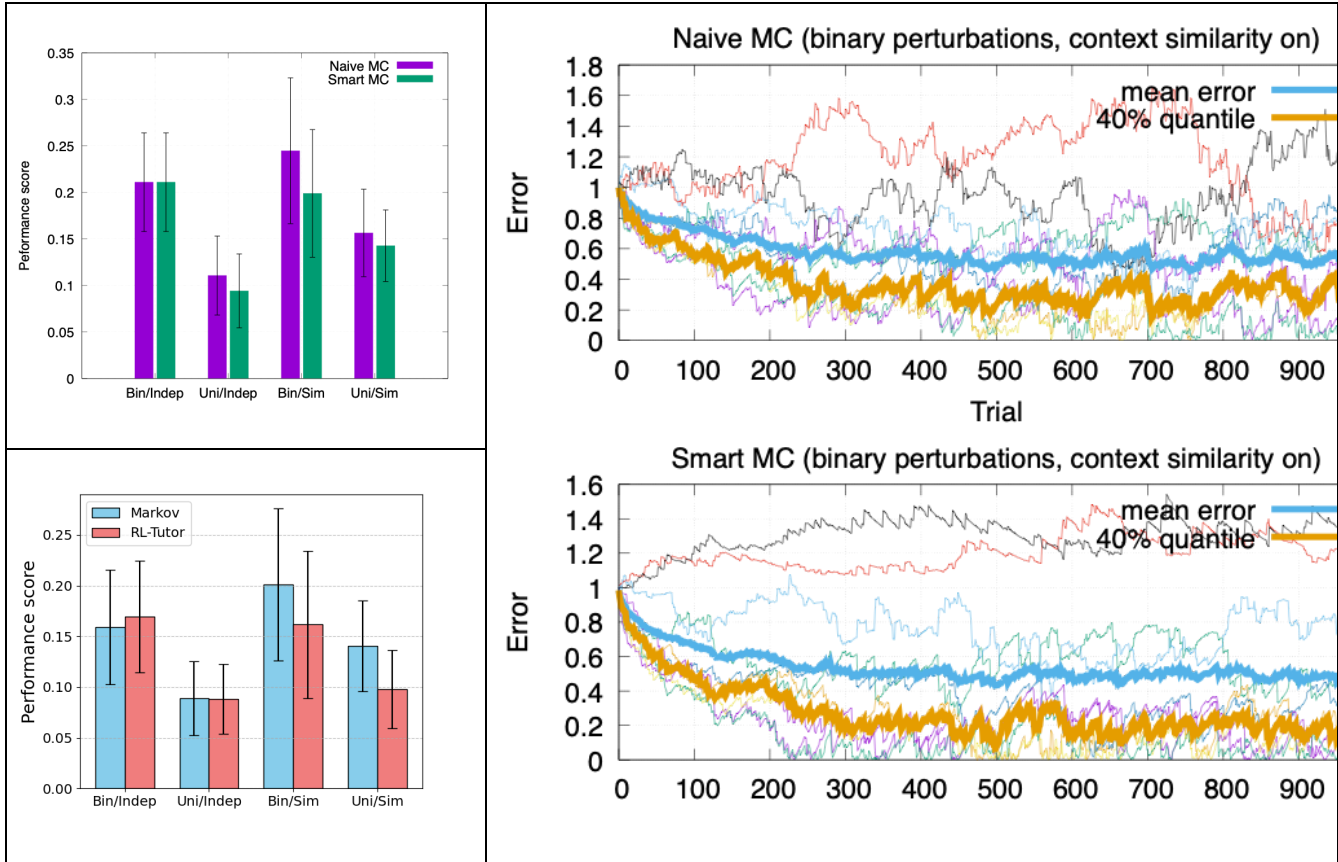 0.35
0.3
0.25
0.2
0.15
0.1
0.05
0
Performance score
Naive MC
Smart MC
Bin/Indep Uni/Indep Bin/Sim Uni/Sim
Markov
RL-Tutor
0.25
0.20
0.15
0.10
0.05
0.00
Performance score
Bin/Indep Uni/Indep Bin/Sim Uni/Sim
Naive MC (binary perturbations, context similarity on)
1.8
1.6
1.4
1.2
1
0.8
0.6
0.4
0.2
0
Error
mean error
40% quantile
0 100 200 300 400 500 600 700 800 900
Trial
Smart MC (binary perturbations, context similarity on)
1.6
1.4
1.2
1
0.8
0.6
0.4
0.2
0
Error
mean error
40% quantile
0 100 200 300 400 500 600 700 800 900